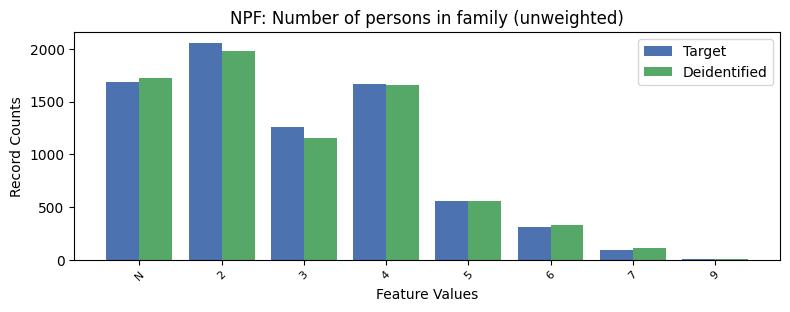 NPF: Number of persons in family (unweighted)
Target
Deidentified
Record Counts
2000
1500
1000
500
0
N 2 3 4 5 6 7 9
Feature Values